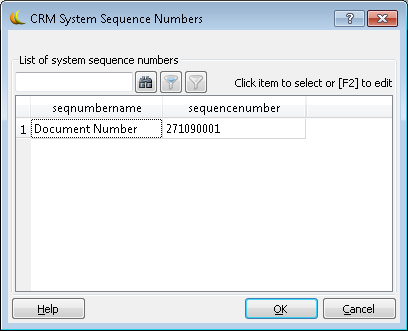 CRM System Sequence Numbers
List of system sequence numbers
Click item to select or [F2] to edit
seqnumbername sequencenumber
1 Document Number 271090001
Help OK Cancel